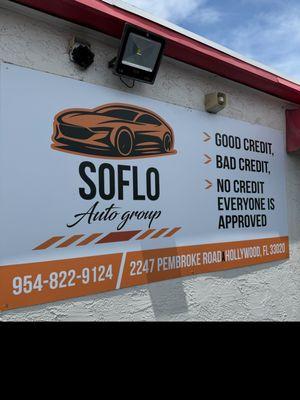 SOFLO
Auto group
GOOD CREDIT,
BAD CREDIT,
NO CREDIT
EVERYONE IS
APPROVED
954-822-9124
2247 PEMBROKE ROAD HOLLYWOOD, FL 33020